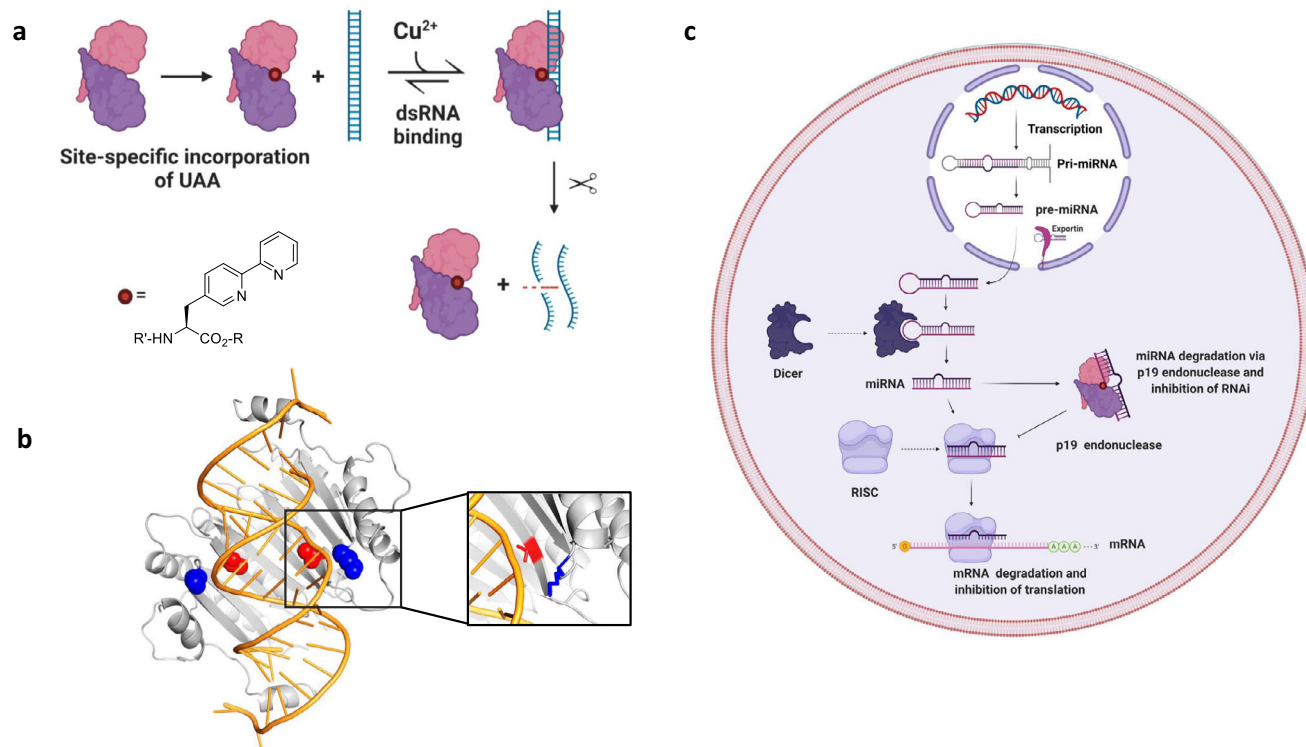 a
Cu2+
+
dsRNA
binding
Site-specific incorporation
of UAA
=
N
N
R'-HN
CO2-R
+
b
c
Transcription
Pri-miRNA
pre-miRNA
Exportin
Dicer
miRNA
miRNA degradation via
p19 endonuclease and
inhibition of RNAi
p19 endonuclease
RISC
5'
G
A A A
3'
mRNA
mRNA degradation and
inhibition of translation